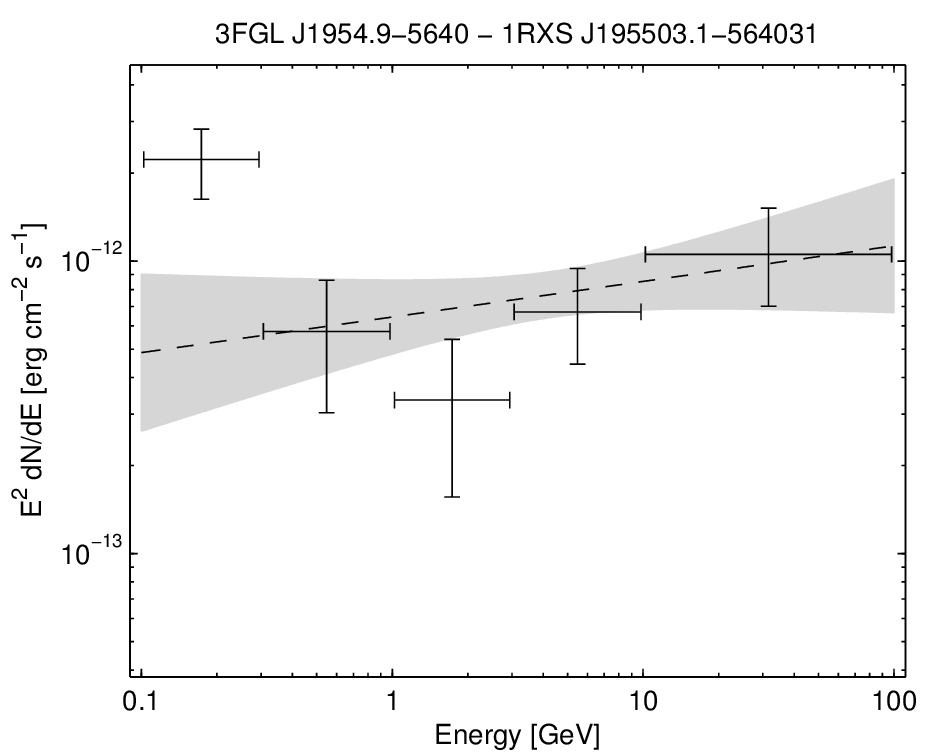 3FGL J1954.9−5640 − 1RXS J195503.1−564031
E² dN/dE [erg cm⁻² s⁻¹]
10⁻¹²
10⁻¹³
0.1 1 10 100
Energy [GeV]